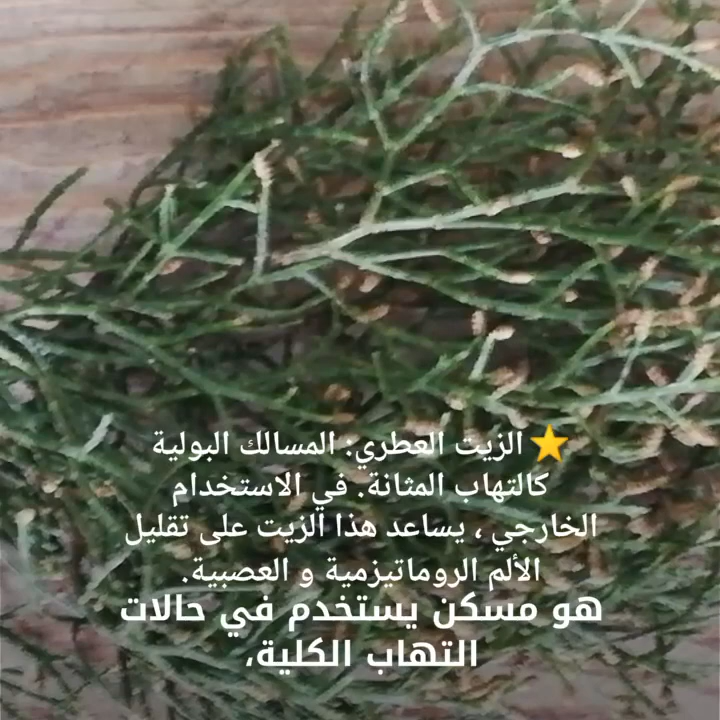 ⭐الزيت العطري: المسالك البولية
كالتهاب المثانة. في الاستخدام
الخارجي ، يساعد هذا الزيت على تقليل
الألم الروماتيزمية و العصبية.
هو مسكن يستخدم في حالات
التهاب الكلية،